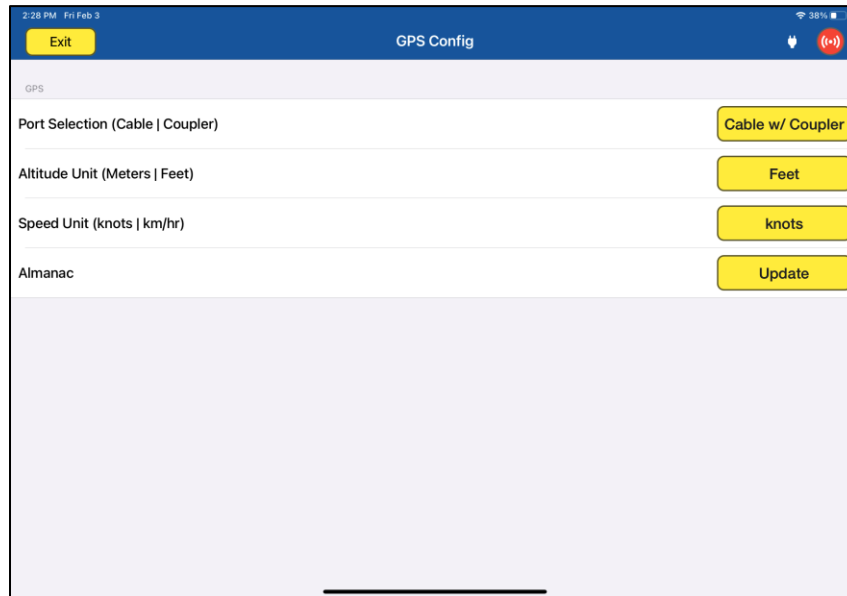 2:28 PM Fri Feb 3
38%
Exit
GPS Config
GPS
Port Selection (Cable | Coupler)
Cable w/ Coupler
Altitude Unit (Meters | Feet)
Feet
Speed Unit (knots | km/hr)
knots
Almanac
Update